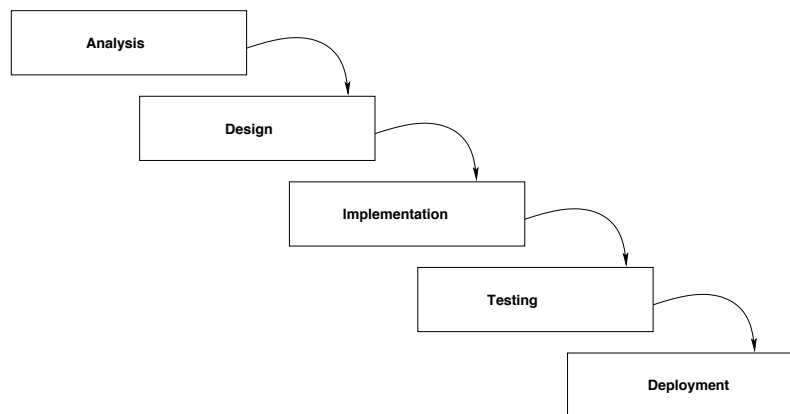 Analysis
Design
Implementation
Testing
Deployment